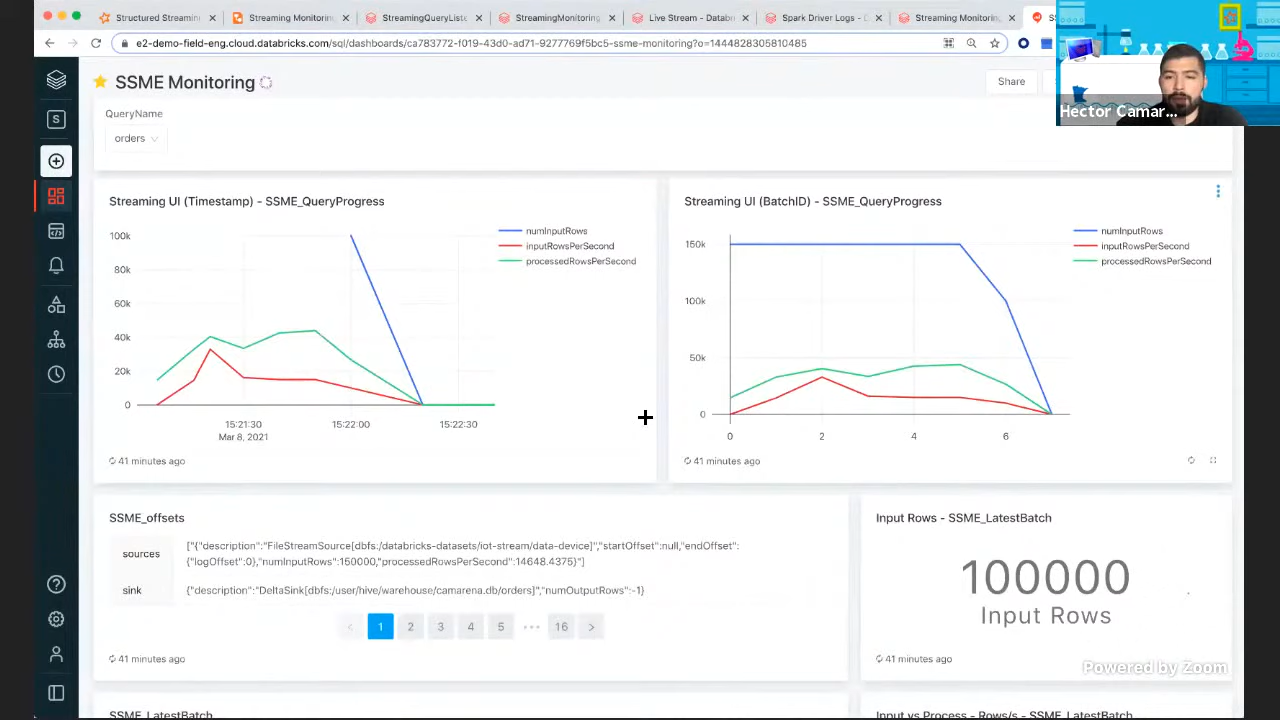 Structured Streamin
Streaming Monitorin
StreamingQueryListe
StreamingMonitoring
Live Stream - Datab
Spark Driver Logs - D
Streaming Monitorin
e2-demo-field-eng.cloud.databricks.com/sql/dashboards/ca783772-f019-43d0-ad71-9277769f5bc5-ssme-monitoring?o=1444828305810485
SSME Monitoring
Share
Hector Camar...
S
QueryName
orders
Streaming UI (Timestamp) - SSME_QueryProgress
100k
80k
60k
40k
20k
0
15:21:30
Mar 8, 2021
15:22:00
15:22:30
numInputRows
inputRowsPerSecond
processedRowsPerSecond
41 minutes ago
Streaming UI (BatchID) - SSME_QueryProgress
150k
100k
50k
0
0
2
4
6
numInputRows
inputRowsPerSecond
processedRowsPerSecond
41 minutes ago
SSME_offsets
sources
["{"description":"FileStreamSource[dbfs:/databricks-datasets/iot-stream/data-device]","startOffset":null,"endOffset":
{"logOffset":0},"numInputRows":150000,"processedRowsPerSecond":14648.4375}"]
sink
{"description":"DeltaSink[dbfs:/user/hive/warehouse/camarena.db/orders]","numOutputRows":-1}
1 2 3 4 5 ••• 16
41 minutes ago
Input Rows - SSME_LatestBatch
100000
Input Rows
41 minutes ago
Powered by Zoom
SSME_LatestBatch
Input vs Process - Rows/s - SSME_LatestBatch